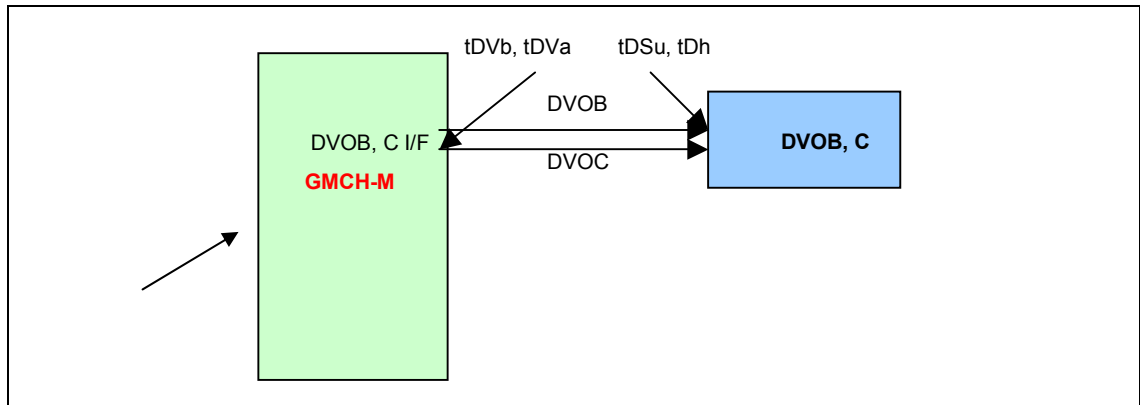 tDVb, tDVa
tDSu, tDh
DVOB
DVOB, C I/F
DVOB, C
DVOC
GMCH-M